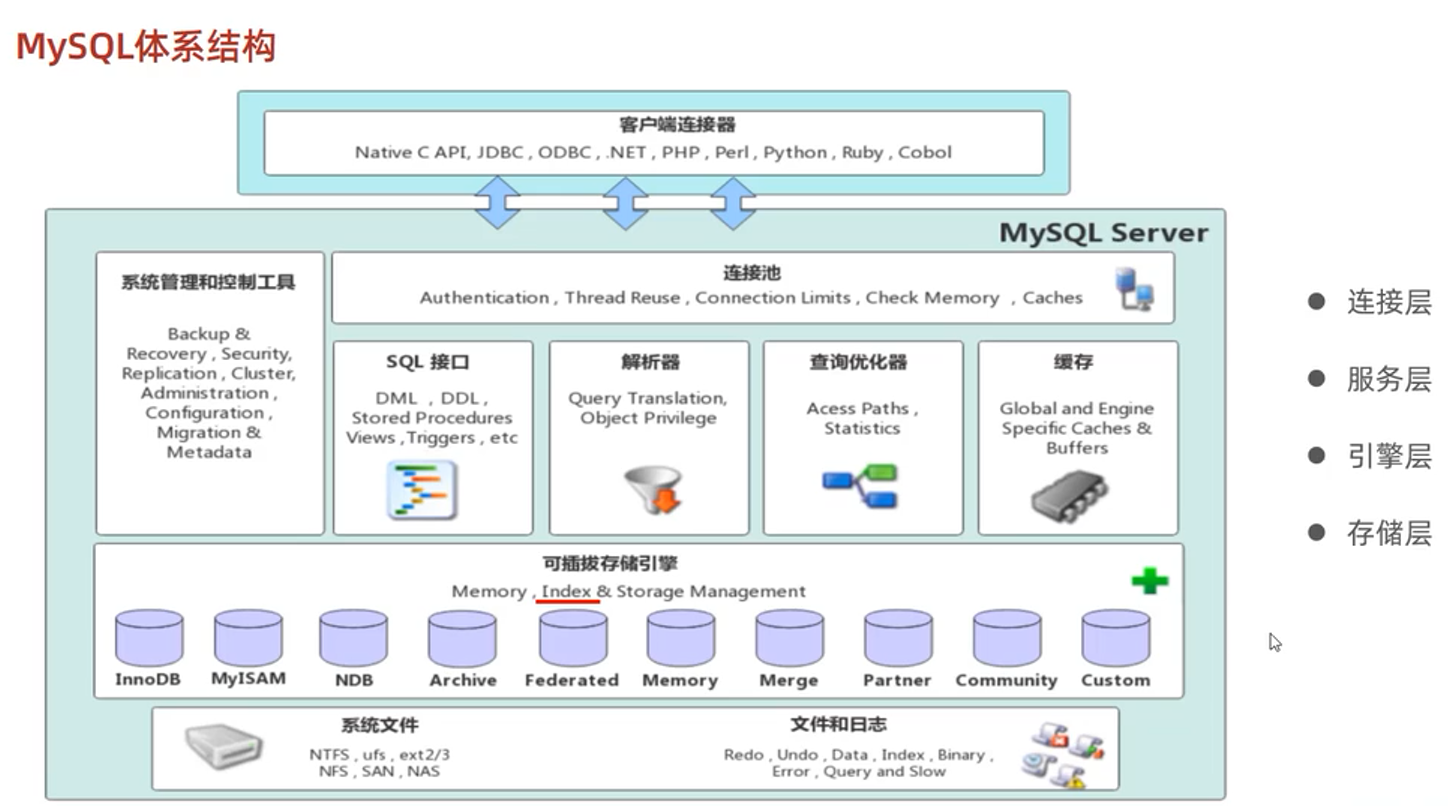 MySQL体系结构
客户端连接器
Native C API, JDBC , ODBC , .NET , PHP , Perl , Python , Ruby , Cobol
MySQL Server
系统管理和控制工具
Backup &
Recovery , Security,
Replication , Cluster,
Administration ,
Configuration ,
Migration &
Metadata
连接池
Authentication , Thread Reuse , Connection Limits , Check Memory , Caches
SQL 接口
DML , DDL ,
Stored Procedures
Views ,Triggers , etc
解析器
Query Translation,
Object Privilege
查询优化器
Acess Paths ,
Statistics
缓存
Global and Engine
Specific Caches &
Buffers
可插拔存储引擎
Memory , Index & Storage Management
InnoDB
MyISAM
NDB
Archive
Federated
Memory
Merge
Partner
Community
Custom
系统文件
NTFS , ufs , ext2/3
NFS , SAN , NAS
文件和日志
Redo , Undo , Data , Index , Binary ,
Error , Query and Slow
连接层
服务层
引擎层
存储层